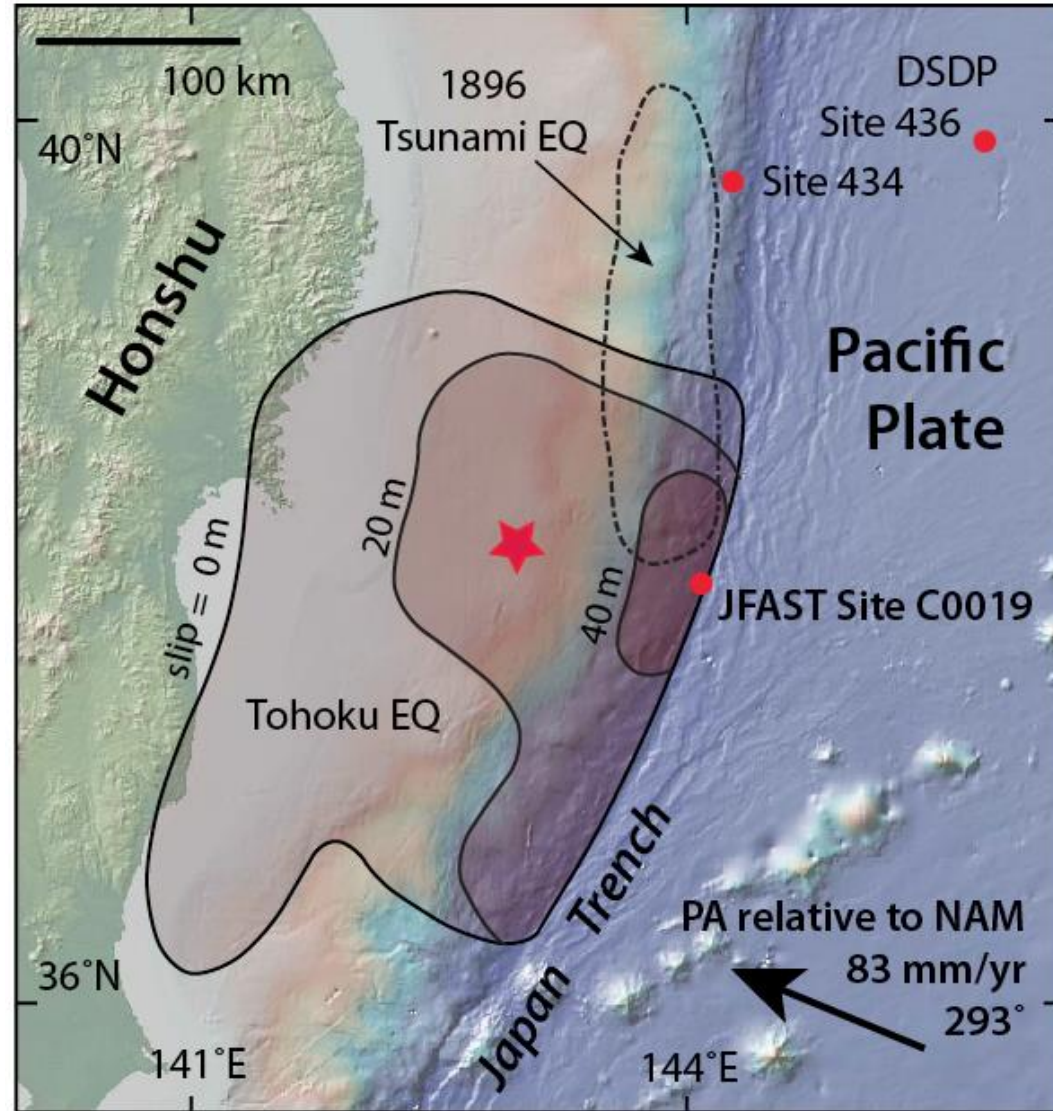 100 km
1896
Tsunami EQ
DSDP
Site 436
Site 434
40°N
Honshu
Pacific
Plate
slip = 0 m
20 m
40 m
JFAST Site C0019
Tohoku EQ
Japan Trench
PA relative to NAM
83 mm/yr
293°
36°N
141°E
144°E